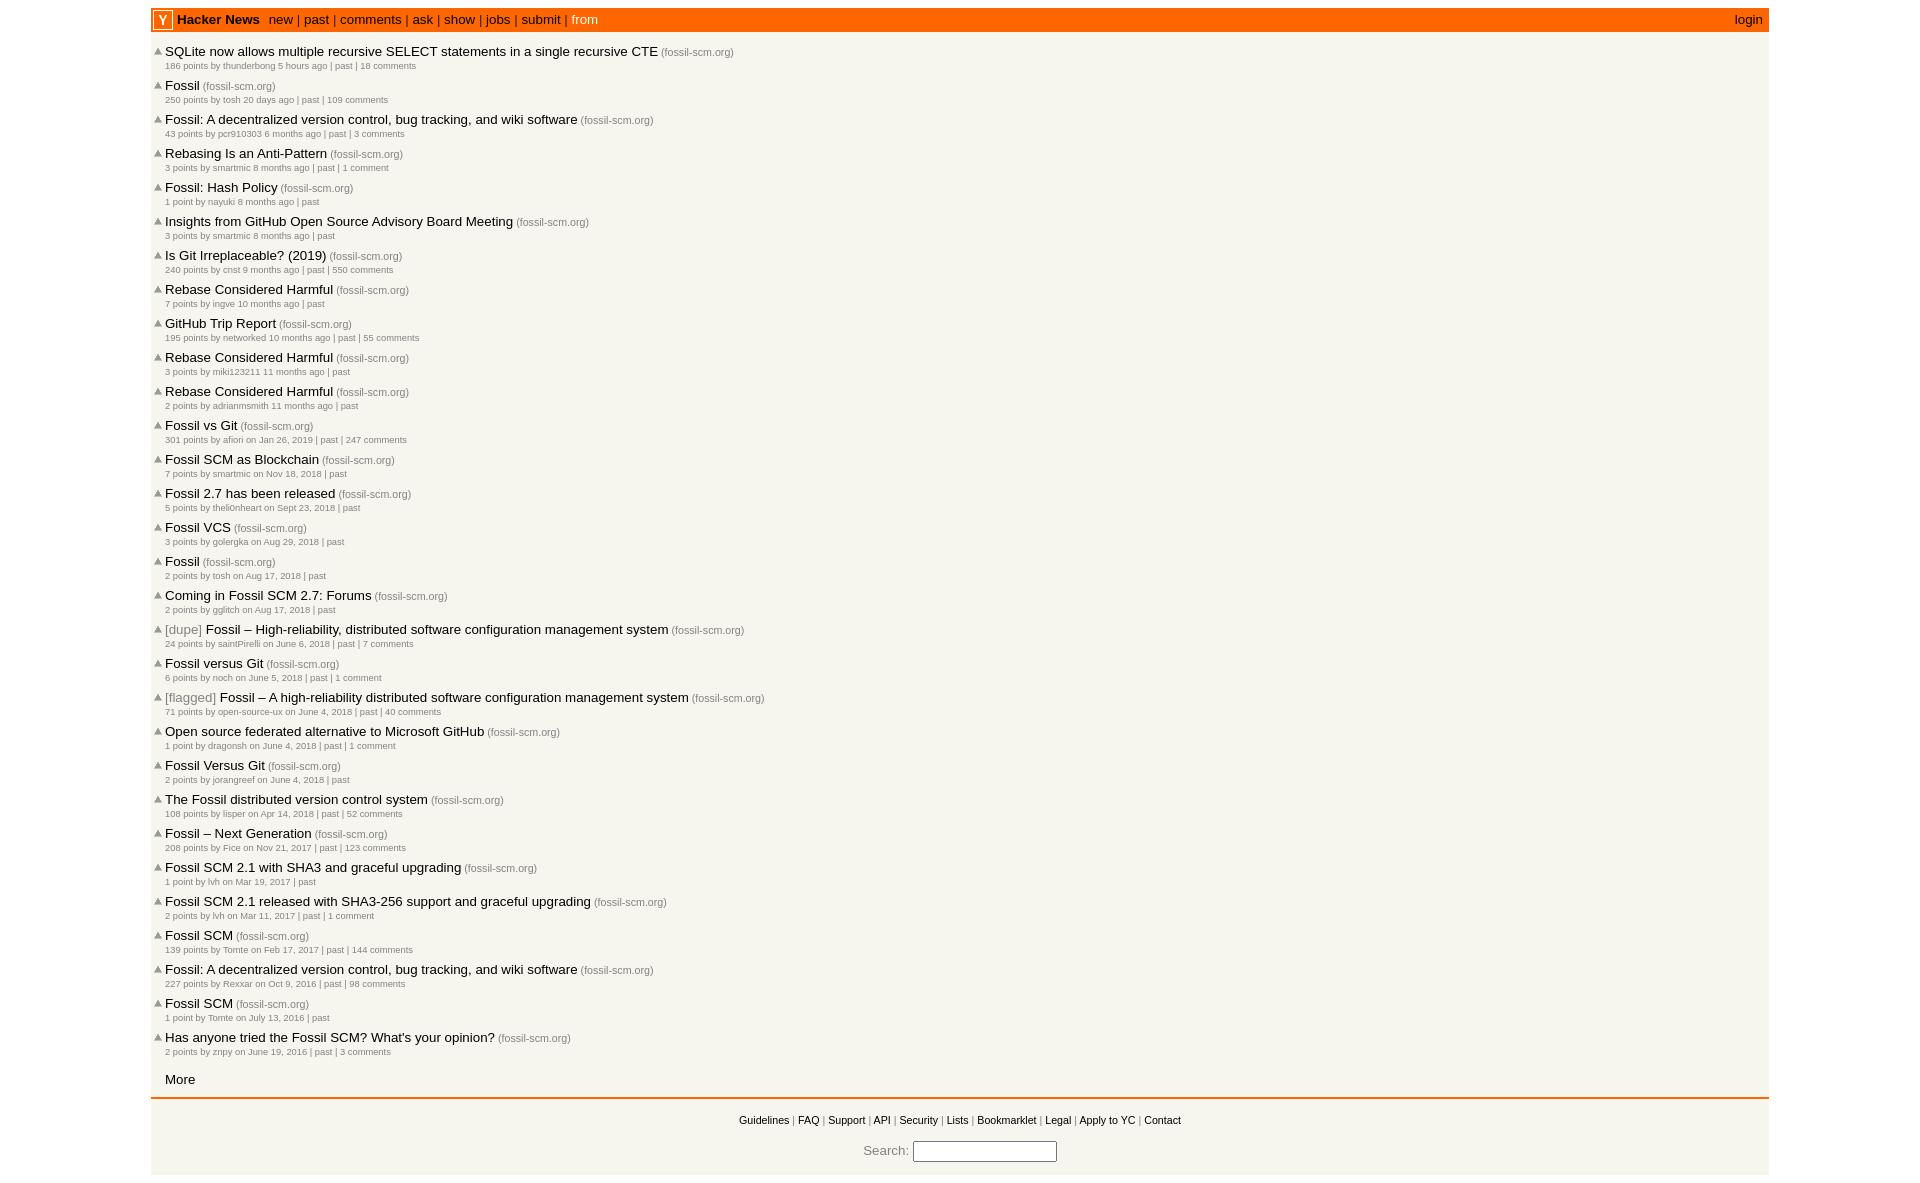 Y Hacker News new | past | comments | ask | show | jobs | submit | from login
SQLite now allows multiple recursive SELECT statements in a single recursive CTE (fossil-scm.org)
186 points by thunderbong 5 hours ago | past | 18 comments
Fossil (fossil-scm.org)
250 points by tosh 20 days ago | past | 109 comments
Fossil: A decentralized version control, bug tracking, and wiki software (fossil-scm.org)
43 points by pcr910303 6 months ago | past | 3 comments
Rebasing Is an Anti-Pattern (fossil-scm.org)
3 points by smartmic 8 months ago | past | 1 comment
Fossil: Hash Policy (fossil-scm.org)
1 point by nayuki 8 months ago | past
Insights from GitHub Open Source Advisory Board Meeting (fossil-scm.org)
3 points by smartmic 8 months ago | past
Is Git Irreplaceable? (2019) (fossil-scm.org)
240 points by cnst 9 months ago | past | 550 comments
Rebase Considered Harmful (fossil-scm.org)
7 points by ingve 10 months ago | past
GitHub Trip Report (fossil-scm.org)
195 points by networked 10 months ago | past | 55 comments
Rebase Considered Harmful (fossil-scm.org)
3 points by miki123211 11 months ago | past
Rebase Considered Harmful (fossil-scm.org)
2 points by adrianmsmith 11 months ago | past
Fossil vs Git (fossil-scm.org)
301 points by afiori on Jan 26, 2019 | past | 247 comments
Fossil SCM as Blockchain (fossil-scm.org)
7 points by smartmic on Nov 18, 2018 | past
Fossil 2.7 has been released (fossil-scm.org)
5 points by theli0nheart on Sept 23, 2018 | past
Fossil VCS (fossil-scm.org)
3 points by golergka on Aug 29, 2018 | past
Fossil (fossil-scm.org)
2 points by tosh on Aug 17, 2018 | past
Coming in Fossil SCM 2.7: Forums (fossil-scm.org)
2 points by gglitch on Aug 17, 2018 | past
[dupe] Fossil – High-reliability, distributed software configuration management system (fossil-scm.org)
24 points by saintPirelli on June 6, 2018 | past | 7 comments
Fossil versus Git (fossil-scm.org)
6 points by noch on June 5, 2018 | past | 1 comment
[flagged] Fossil – A high-reliability distributed software configuration management system (fossil-scm.org)
71 points by open-source-ux on June 4, 2018 | past | 40 comments
Open source federated alternative to Microsoft GitHub (fossil-scm.org)
1 point by dragonsh on June 4, 2018 | past | 1 comment
Fossil Versus Git (fossil-scm.org)
2 points by jorangreef on June 4, 2018 | past
The Fossil distributed version control system (fossil-scm.org)
108 points by lisper on Apr 14, 2018 | past | 52 comments
Fossil – Next Generation (fossil-scm.org)
208 points by Fice on Nov 21, 2017 | past | 123 comments
Fossil SCM 2.1 with SHA3 and graceful upgrading (fossil-scm.org)
1 point by lvh on Mar 19, 2017 | past
Fossil SCM 2.1 released with SHA3-256 support and graceful upgrading (fossil-scm.org)
2 points by lvh on Mar 11, 2017 | past | 1 comment
Fossil SCM (fossil-scm.org)
139 points by Tomte on Feb 17, 2017 | past | 144 comments
Fossil: A decentralized version control, bug tracking, and wiki software (fossil-scm.org)
227 points by Rexxar on Oct 9, 2016 | past | 98 comments
Fossil SCM (fossil-scm.org)
1 point by Tomte on July 13, 2016 | past
Has anyone tried the Fossil SCM? What's your opinion? (fossil-scm.org)
2 points by znpy on June 19, 2016 | past | 3 comments
More
Guidelines | FAQ | Support | API | Security | Lists | Bookmarklet | Legal | Apply to YC | Contact
Search: